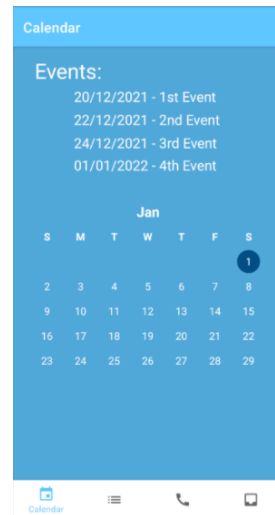 Calendar
Events:
20/12/2021 - 1st Event
22/12/2021 - 2nd Event
24/12/2021 - 3rd Event
01/01/2022 - 4th Event
Jan
S M T W T F S
1
2 3 4 5 6 7 8
9 10 11 12 13 14 15
16 17 18 19 20 21 22
23 24 25 26 27 28 29
Calendar